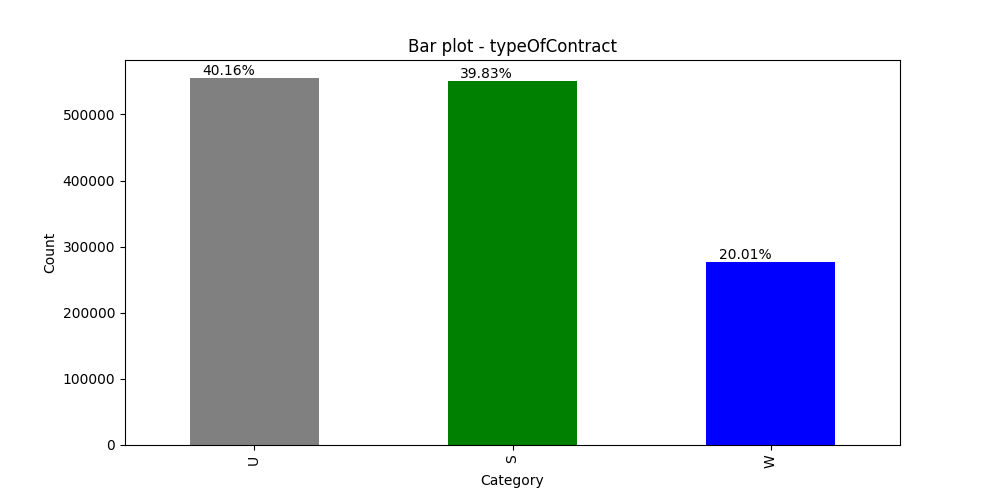 Bar plot - typeOfContract
40.16%
39.83%
20.01%
500000
400000
300000
200000
100000
0
Count
U
S
W
Category